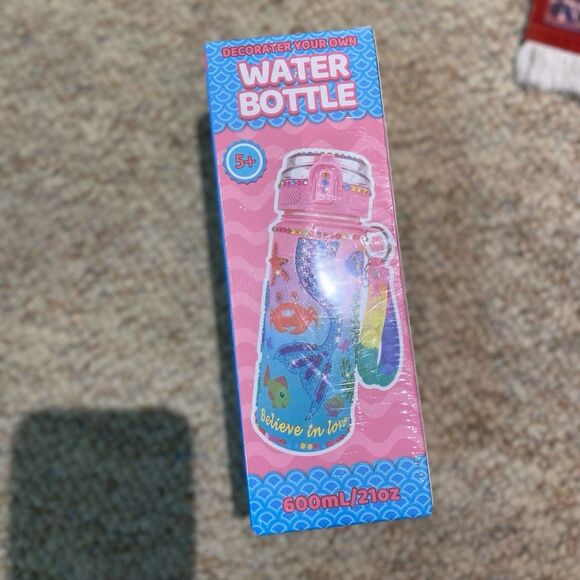 DECORATER YOUR OWN
WATER
BOTTLE
5+
Believe in love
600mL/21oz